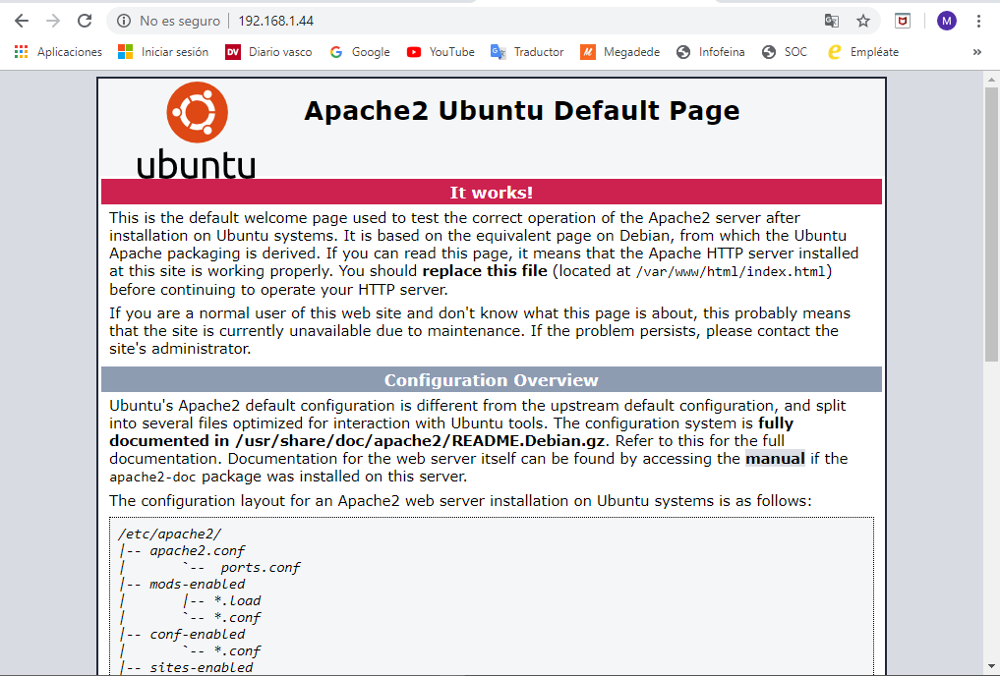 No es seguro | 192.168.1.44
M
Aplicaciones Iniciar sesión DV Diario vasco G Google YouTube Traductor Megadede Infofeina SOC e Empléate »
ubuntu
Apache2 Ubuntu Default Page
It works!
This is the default welcome page used to test the correct operation of the Apache2 server after
installation on Ubuntu systems. It is based on the equivalent page on Debian, from which the Ubuntu
Apache packaging is derived. If you can read this page, it means that the Apache HTTP server installed
at this site is working properly. You should replace this file (located at /var/www/html/index.html)
before continuing to operate your HTTP server.
If you are a normal user of this web site and don't know what this page is about, this probably means
that the site is currently unavailable due to maintenance. If the problem persists, please contact the
site's administrator.
Configuration Overview
Ubuntu's Apache2 default configuration is different from the upstream default configuration, and split
into several files optimized for interaction with Ubuntu tools. The configuration system is fully
documented in /usr/share/doc/apache2/README.Debian.gz. Refer to this for the full
documentation. Documentation for the web server itself can be found by accessing the manual if the
apache2-doc package was installed on this server.
The configuration layout for an Apache2 web server installation on Ubuntu systems is as follows:
/etc/apache2/
|-- apache2.conf
|       `--  ports.conf
|-- mods-enabled
|       |-- *.load
|       `-- *.conf
|-- conf-enabled
|       `-- *.conf
|-- sites-enabled